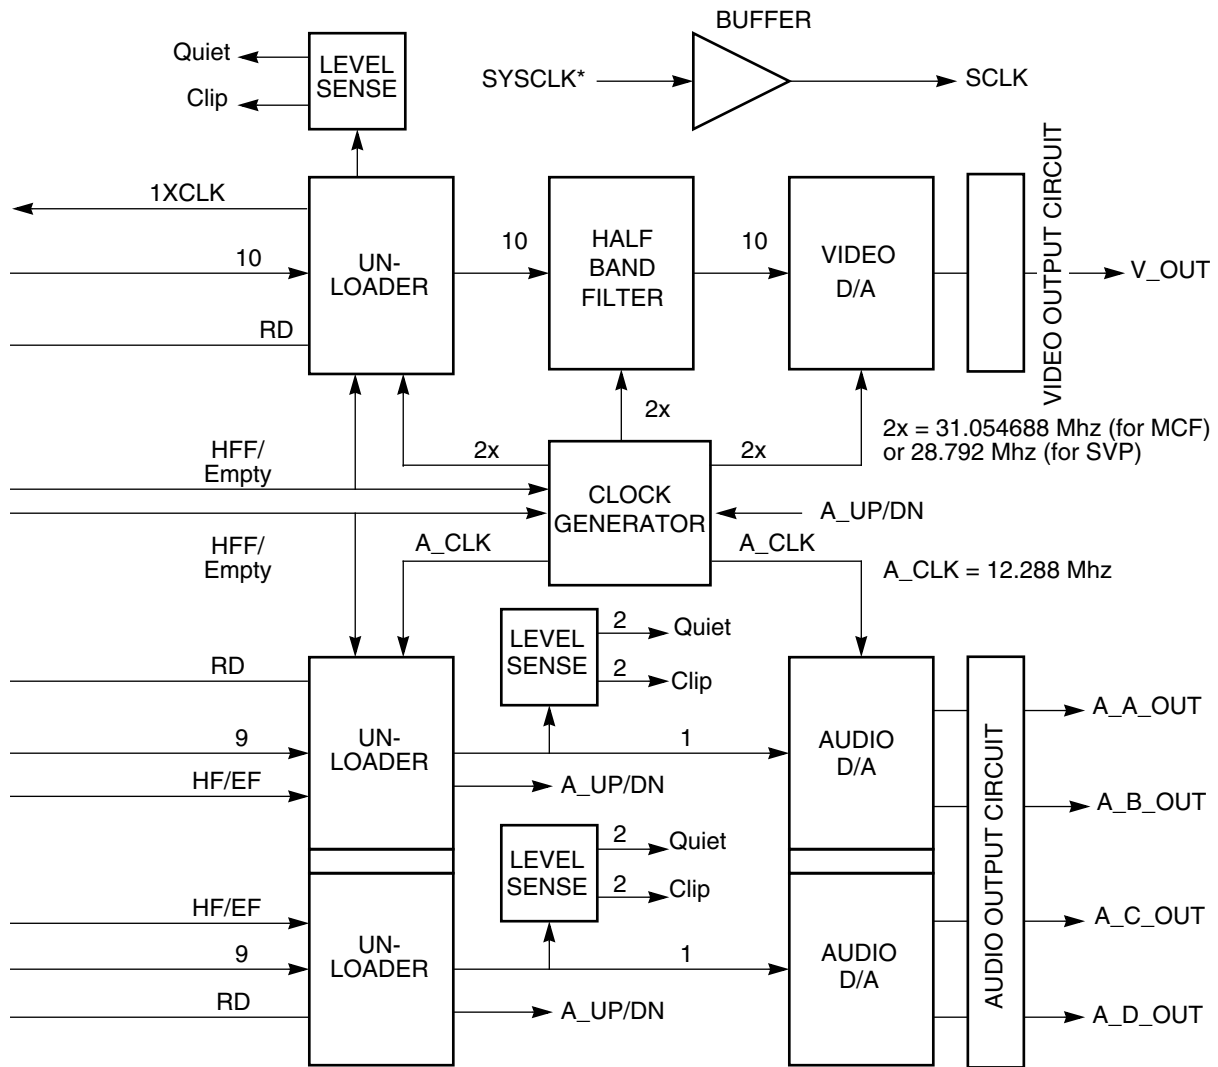 BUFFER
Quiet
LEVEL
SENSE
SYSCLK*
SCLK
Clip
1XCLK
VIDEO OUTPUT CIRCUIT
10
UN-
LOADER
10
HALF
BAND
FILTER
10
VIDEO
D/A
V_OUT
RD
2x
2x = 31.054688 Mhz (for MCF)
or 28.792 Mhz (for SVP)
HFF/
Empty
2x
2x
CLOCK
GENERATOR
A_UP/DN
HFF/
Empty
A_CLK
A_CLK
A_CLK = 12.288 Mhz
LEVEL
SENSE
2
Quiet
2
Clip
RD
9
UN-
LOADER
1
AUDIO
D/A
A_A_OUT
HF/EF
A_UP/DN
A_B_OUT
AUDIO OUTPUT CIRCUIT
LEVEL
SENSE
2
Quiet
2
Clip
HF/EF
9
UN-
LOADER
1
AUDIO
D/A
A_C_OUT
RD
A_UP/DN
A_D_OUT